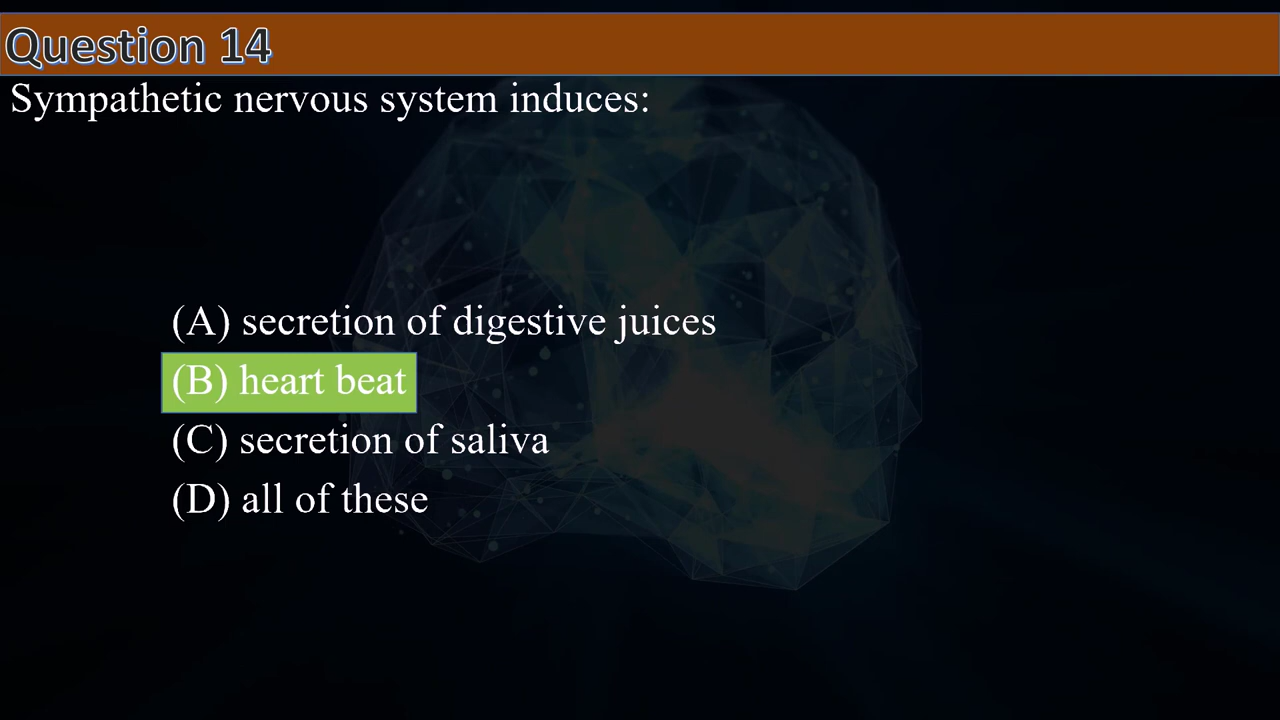 Question 14
Sympathetic nervous system induces:
(A) secretion of digestive juices
(B) heart beat
(C) secretion of saliva
(D) all of these